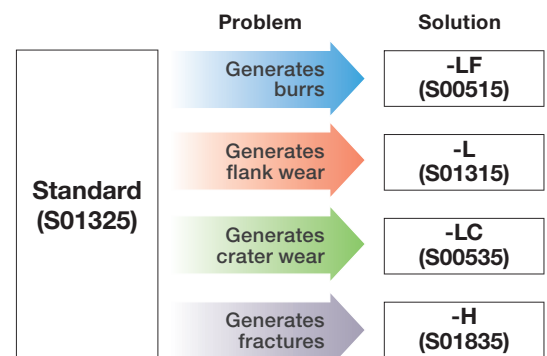 Problem
Solution
Standard
(S01325)
Generates
burrs
-LF
(S00515)
Generates
flank wear
-L
(S01315)
Generates
crater wear
-LC
(S00535)
Generates
fractures
-H
(S01835)